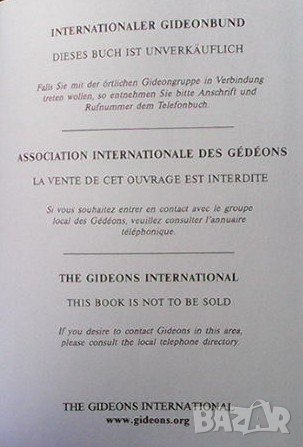 INTERNATIONALER GIDEONBUND
DIESES BUCH IST UNVERKÄUFLICH
Falls Sie mit der örtlichen Gideongruppe in Verbindung
treten wollen, so entnehmen Sie bitte Anschrift und
Rufnummer dem Telefonbuch.
ASSOCIATION INTERNATIONALE DES GÉDÉONS
LA VENTE DE CET OUVRAGE EST INTERDITE
Si vous souhaitez entrer en contact avec le groupe
local des Gédéons, veuillez consulter l'annuaire
téléphonique.
THE GIDEONS INTERNATIONAL
THIS BOOK IS NOT TO BE SOLD
If you desire to contact Gideons in this area,
please consult the local telephone directory.
THE GIDEONS INTERNATIONAL
www.gideons.org
BAZAR